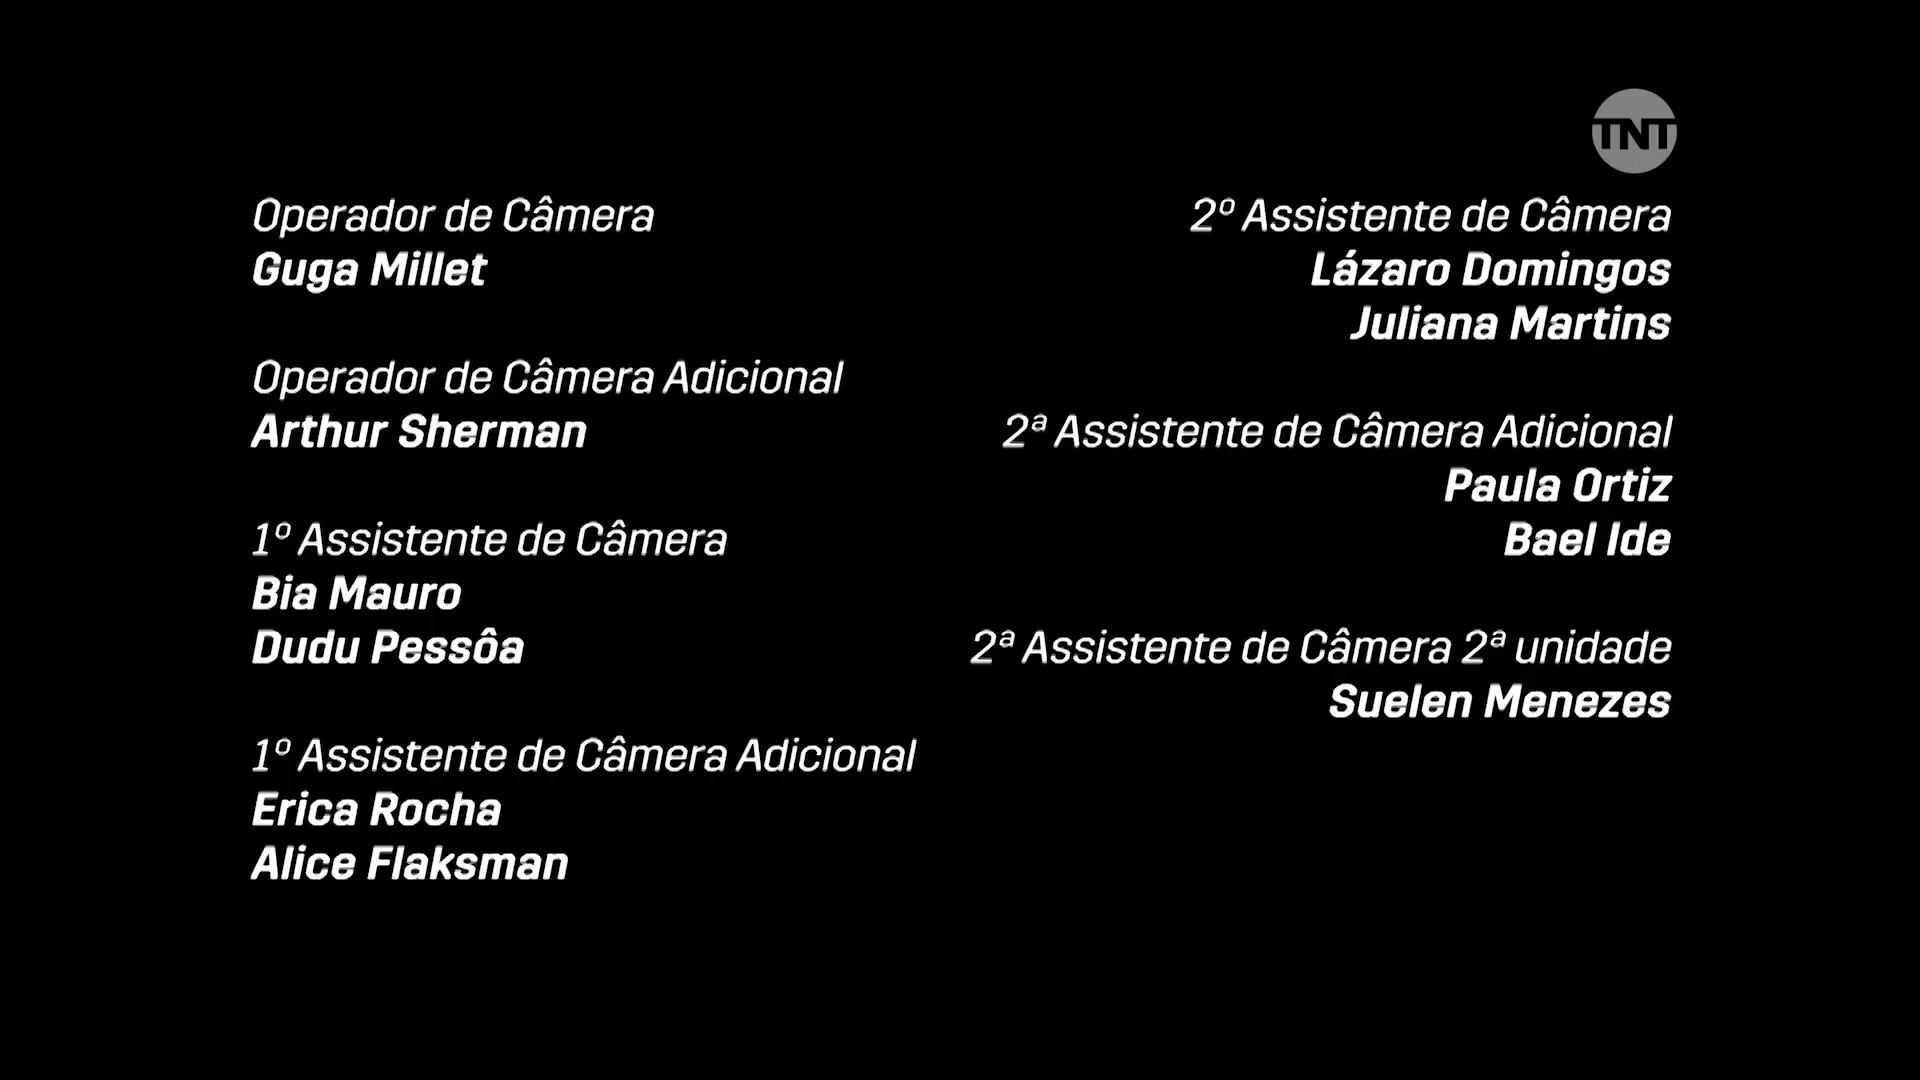 TNT
Operador de Câmera
Guga Millet
Operador de Câmera Adicional
Arthur Sherman
1º Assistente de Câmera
Bia Mauro
Dudu Pessôa
1º Assistente de Câmera Adicional
Erica Rocha
Alice Flaksman
2º Assistente de Câmera
Lázaro Domingos
Juliana Martins
2ª Assistente de Câmera Adicional
Paula Ortiz
Bael Ide
2ª Assistente de Câmera 2ª unidade
Suelen Menezes